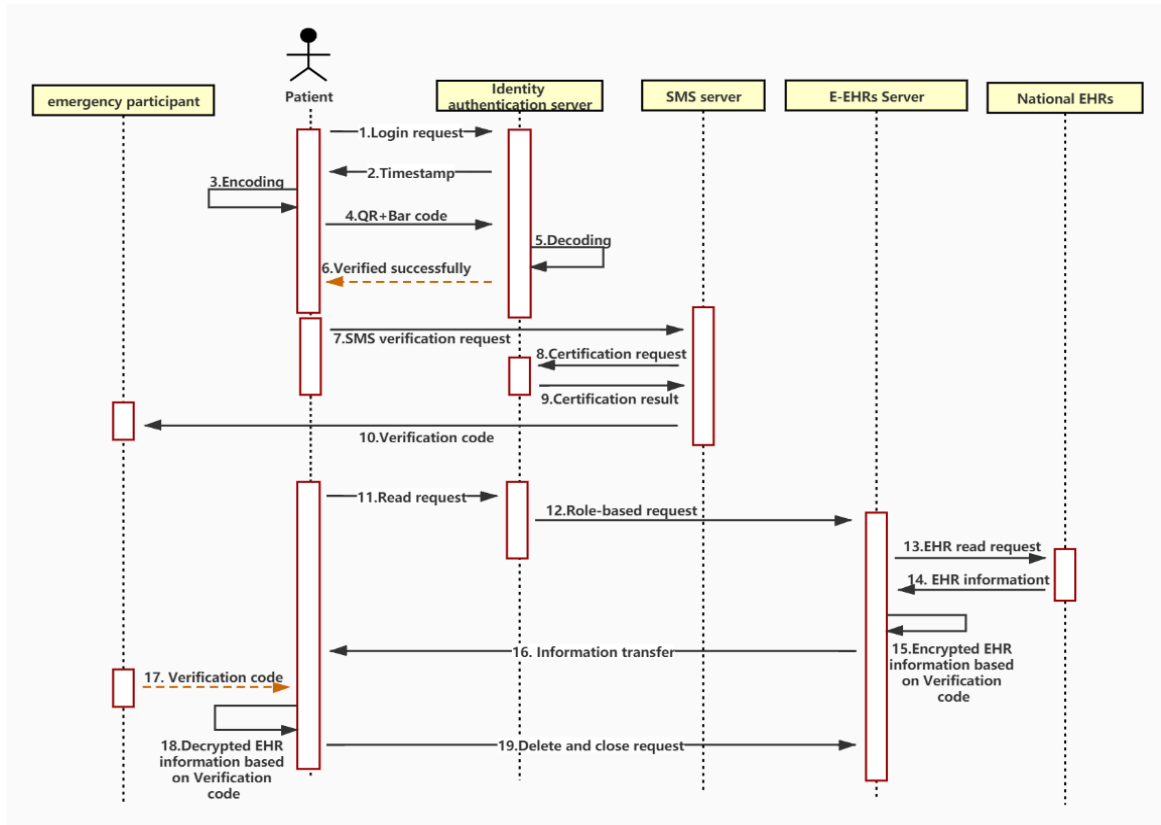 emergency participant
Patient
Identity
authentication server
SMS server
E-EHRs Server
National EHRs
1.Login request
2.Timestamp
3.Encoding
4.QR+Bar code
5.Decoding
6.Verified successfully
7.SMS verification request
8.Certification request
9.Certification result
10.Verification code
11.Read request
12.Role-based request
13.EHR read request
14. EHR informationt
15.Encrypted EHR
information based
on Verification
code
16. Information transfer
17. Verification code
18.Decrypted EHR
information based
on Verification
code
19.Delete and close request